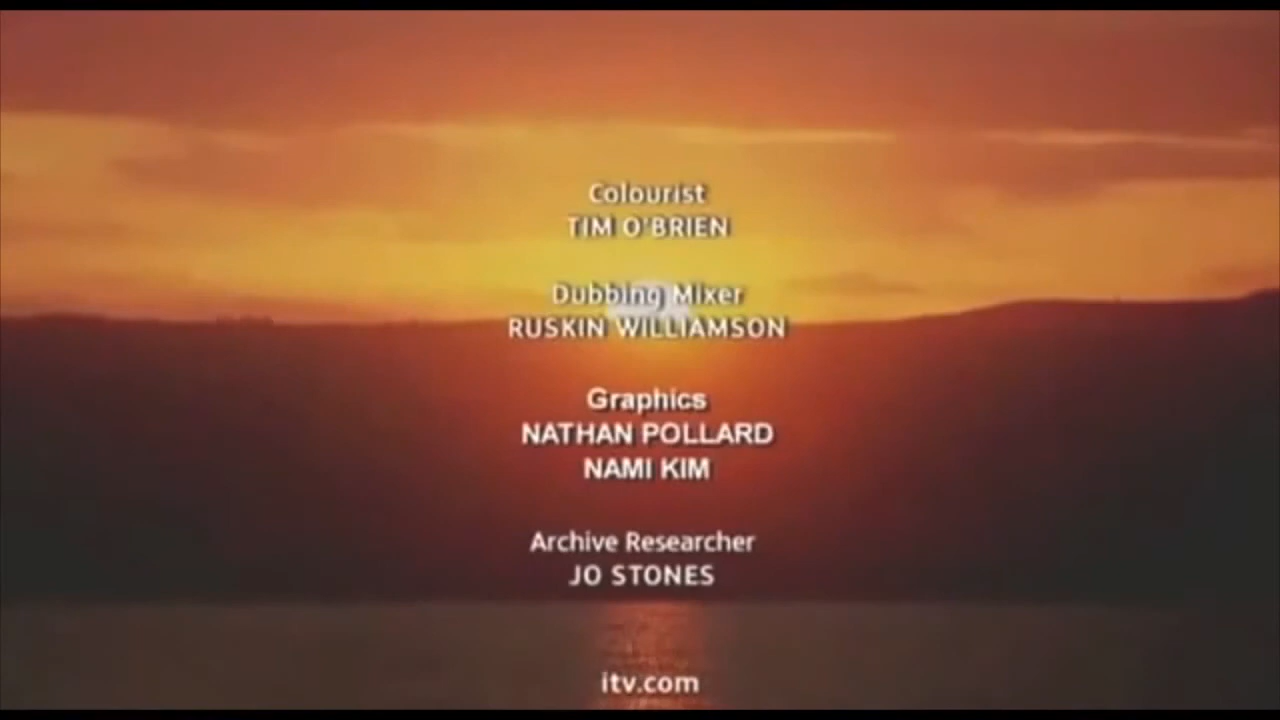 Colourist
TIM O'BRIEN
Dubbing Mixer
RUSKIN WILLIAMSON
Graphics
NATHAN POLLARD
NAMI KIM
Archive Researcher
JO STONES
itv.com